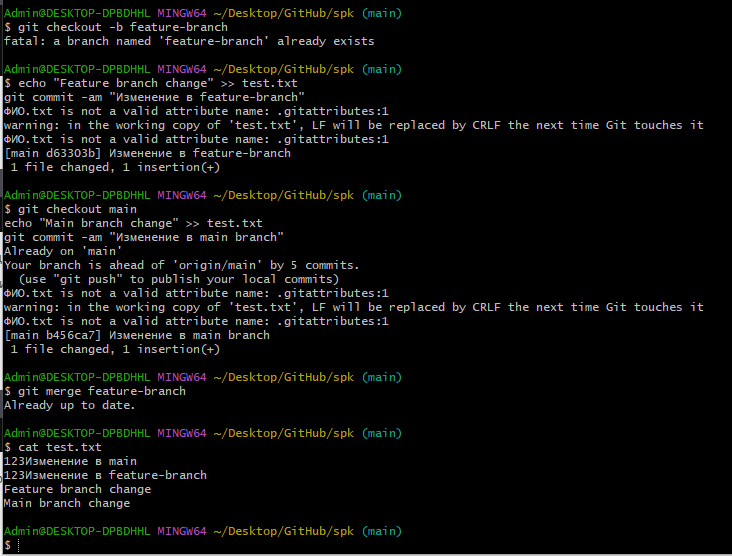 Admin@DESKTOP-DPBDHHL MINGW64 ~/Desktop/GitHub/spk (main)
$ git checkout -b feature-branch
fatal: a branch named 'feature-branch' already exists
Admin@DESKTOP-DPBDHHL MINGW64 ~/Desktop/GitHub/spk (main)
$ echo "Feature branch change" >> test.txt
git commit -am "Изменение в feature-branch"
ФИО.txt is not a valid attribute name: .gitattributes:1
warning: in the working copy of 'test.txt', LF will be replaced by CRLF the next time Git touches it
ФИО.txt is not a valid attribute name: .gitattributes:1
[main d63303b] Изменение в feature-branch
 1 file changed, 1 insertion(+)
Admin@DESKTOP-DPBDHHL MINGW64 ~/Desktop/GitHub/spk (main)
$ git checkout main
echo "Main branch change" >> test.txt
git commit -am "Изменение в main branch"
Already on 'main'
Your branch is ahead of 'origin/main' by 5 commits.
  (use "git push" to publish your local commits)
ФИО.txt is not a valid attribute name: .gitattributes:1
warning: in the working copy of 'test.txt', LF will be replaced by CRLF the next time Git touches it
ФИО.txt is not a valid attribute name: .gitattributes:1
[main b456ca7] Изменение в main branch
 1 file changed, 1 insertion(+)
Admin@DESKTOP-DPBDHHL MINGW64 ~/Desktop/GitHub/spk (main)
$ git merge feature-branch
Already up to date.
Admin@DESKTOP-DPBDHHL MINGW64 ~/Desktop/GitHub/spk (main)
$ cat test.txt
123Изменение в main
123Изменение в feature-branch
Feature branch change
Main branch change
Admin@DESKTOP-DPBDHHL MINGW64 ~/Desktop/GitHub/spk (main)
$